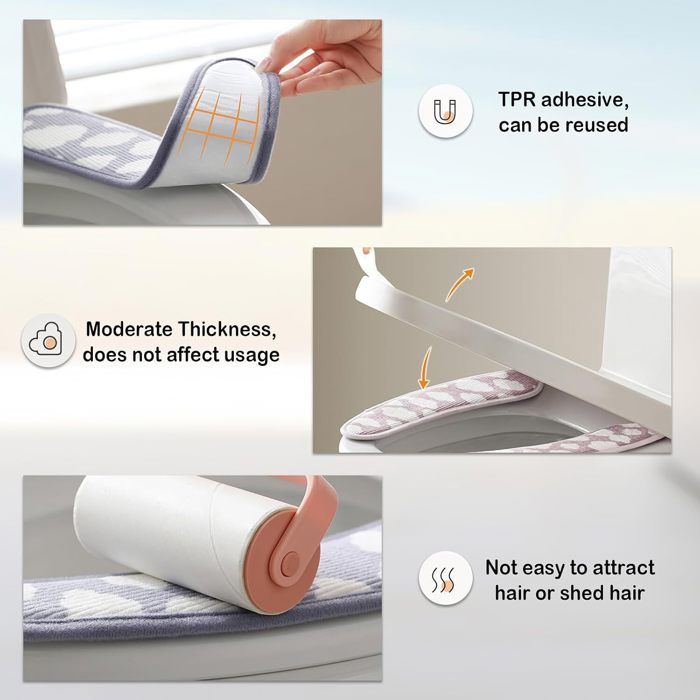 TPR adhesive,
can be reused
Moderate Thickness,
does not affect usage
Not easy to attract
hair or shed hair